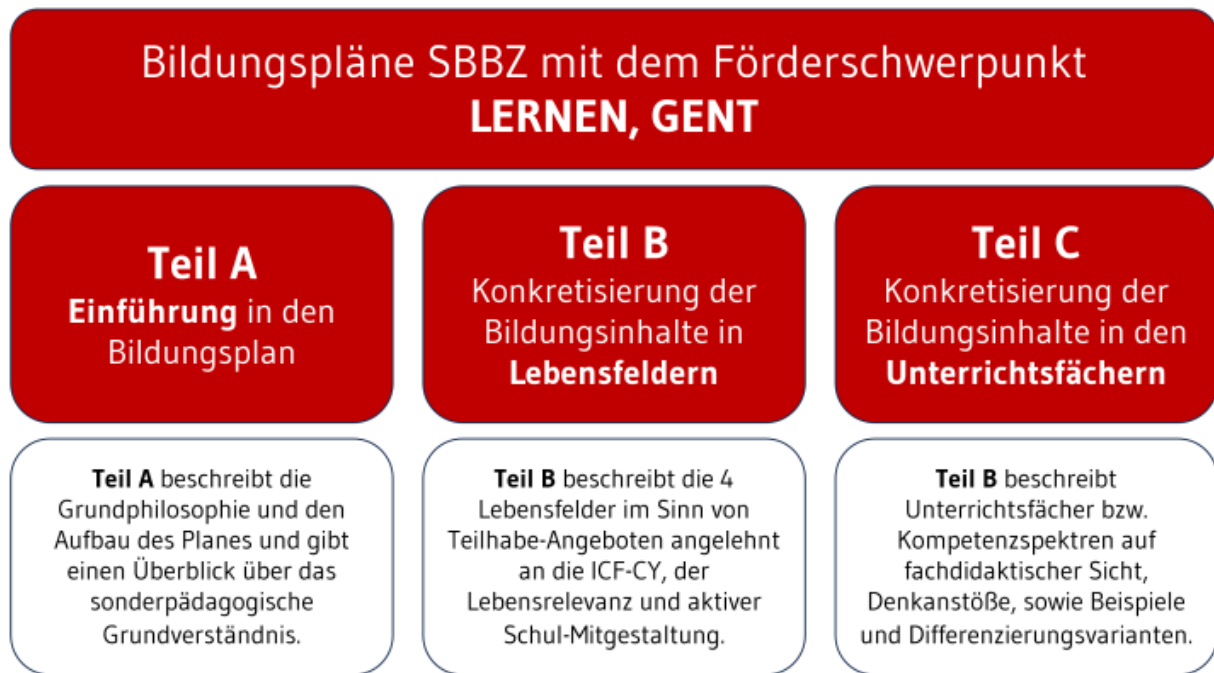 Bildungspläne SBBZ mit dem Förderschwerpunkt
LERNEN, GENT
Teil A
Einführung in den
Bildungsplan
Teil B
Konkretisierung der
Bildungsinhalte in
Lebensfeldern
Teil C
Konkretisierung der
Bildungsinhalte in den
Unterrichtsfächern
Teil A beschreibt die
Grundphilosophie und den
Aufbau des Planes und gibt
einen Überblick über das
sonderpädagogische
Grundverständnis.
Teil B beschreibt die 4
Lebensfelder im Sinn von
Teilhabe-Angeboten angelehnt
an die ICF-CY, der
Lebensrelevanz und aktiver
Schul-Mitgestaltung.
Teil B beschreibt
Unterrichtsfächer bzw.
Kompetenzspektren auf
fachdidaktischer Sicht,
Denkanstöße, sowie Beispiele
und Differenzierungsvarianten.